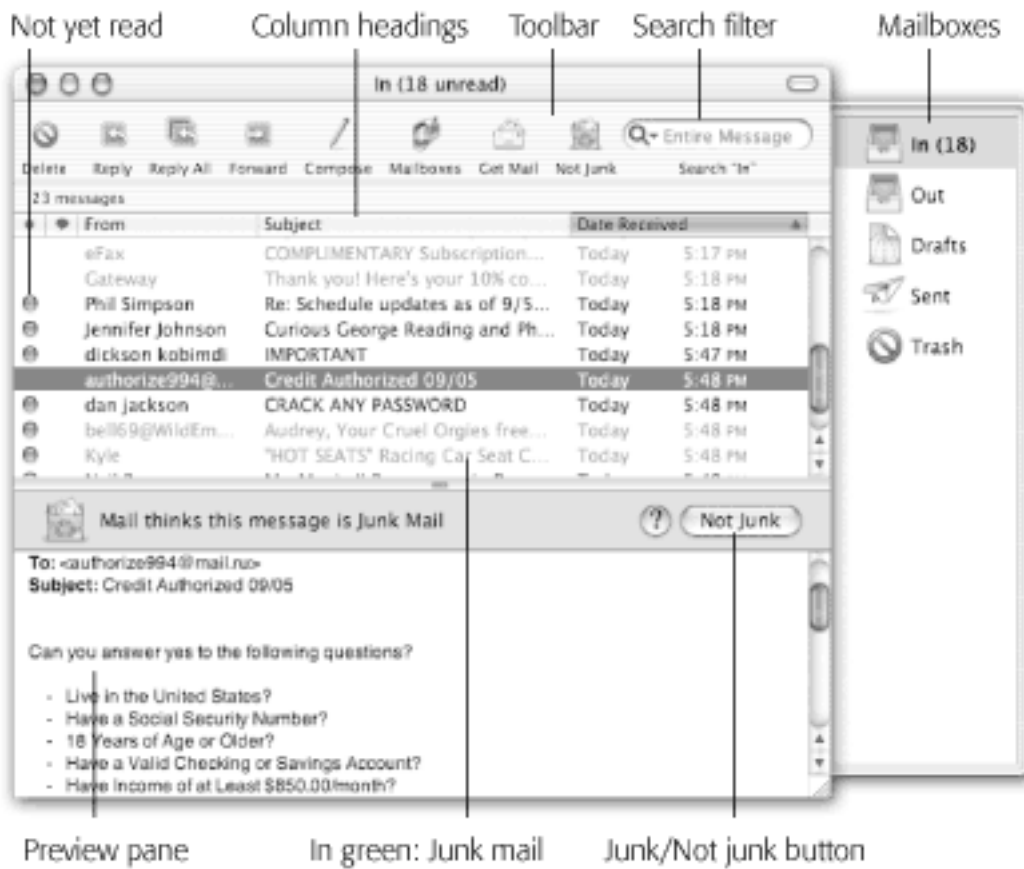 Not yet read Column headings Toolbar Search filter Mailboxes
In (18 unread)
Entire Message
Delete Reply Reply All Forward Compose Mailboxes Get Mail Not Junk Search "In"
23 messages
From Subject Date Received
eFax COMPLIMENTARY Subscription... Today 5:17 PM
Gateway Thank you! Here's your 10% co... Today 5:18 PM
Phil Simpson Re: Schedule updates as of 9/5... Today 5:18 PM
Jennifer Johnson Curious George Reading and Ph... Today 5:18 PM
dickson kobimdi IMPORTANT Today 5:47 PM
authorize994@... Credit Authorized 09/05 Today 5:48 PM
dan jackson CRACK ANY PASSWORD Today 5:48 PM
bell69@WildEm... Audrey, Your Cruel Orgies free... Today 5:48 PM
Kyle "HOT SEATS" Racing Car Seat C... Today 5:48 PM
In (18)
Out
Drafts
Sent
Trash
Mail thinks this message is Junk Mail ? Not Junk
To: <authorize994@mail.ru>
Subject: Credit Authorized 09/05
Can you answer yes to the following questions?
- Live in the United States?
- Have a Social Security Number?
- 18 Years of Age or Older?
- Have a Valid Checking or Savings Account?
- Have Income of at Least $850.00/month?
Preview pane In green: Junk mail Junk/Not junk button